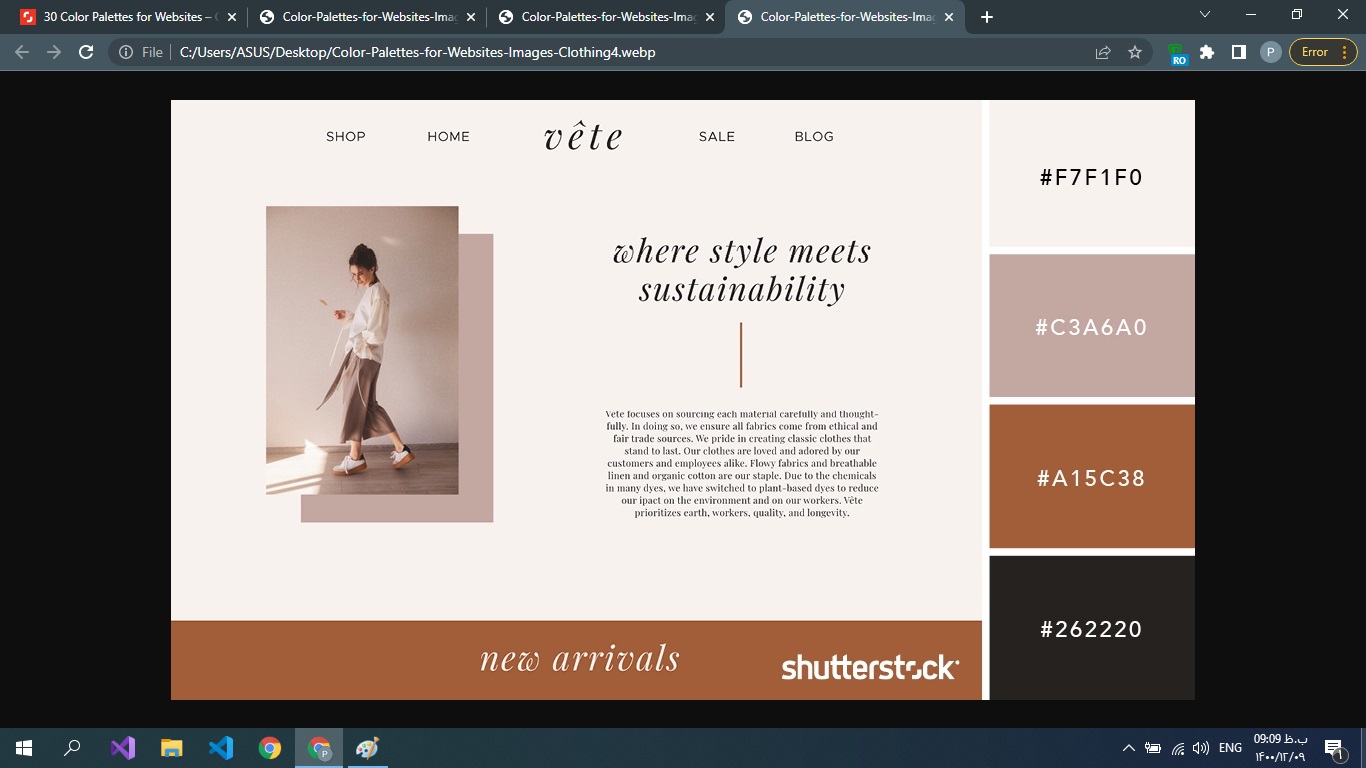 30 Color Palettes for Websites –
Color-Palettes-for-Websites-Imag
Color-Palettes-for-Websites-Imag
Color-Palettes-for-Websites-Imag
File
C:/Users/ASUS/Desktop/Color-Palettes-for-Websites-Images-Clothing4.webp
RO
P
Error
SHOP HOME vête SALE BLOG
#F7F1F0
where style meets
sustainability
#C3A6A0
Vete focuses on sourcing each material carefully and thought-
fully. In doing so, we ensure all fabrics come from ethical and
fair trade sources. We pride in creating classic clothes that
stand to last. Our clothes are loved and adored by our
customers and employees alike. Flowy fabrics and breathable
linen and organic cotton are our staple. Due to the chemicals
in many dyes, we have switched to plant-based dyes to reduce
our ipact on the environment and on our workers. Vête
prioritizes earth, workers, quality, and longevity.
#A15C38
#262220
new arrivals
shutterstock
P
ENG
09:09 ب.ظ
۱۴۰۰/۱۲/۰۹
۱